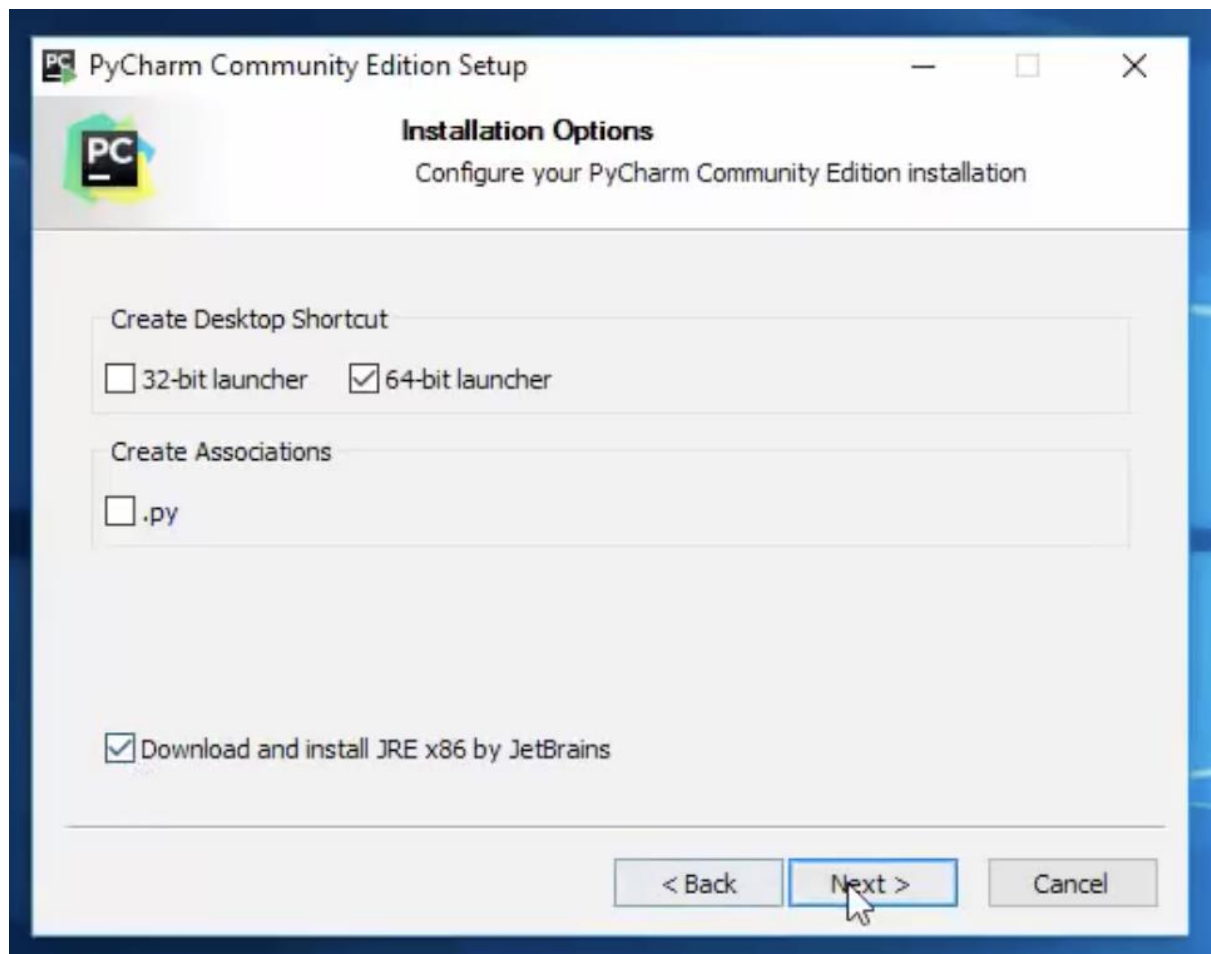 PC PyCharm Community Edition Setup
PC
Installation Options
Configure your PyCharm Community Edition installation
Create Desktop Shortcut
32-bit launcher 64-bit launcher
Create Associations
.py
Download and install JRE x86 by JetBrains
< Back Next > Cancel